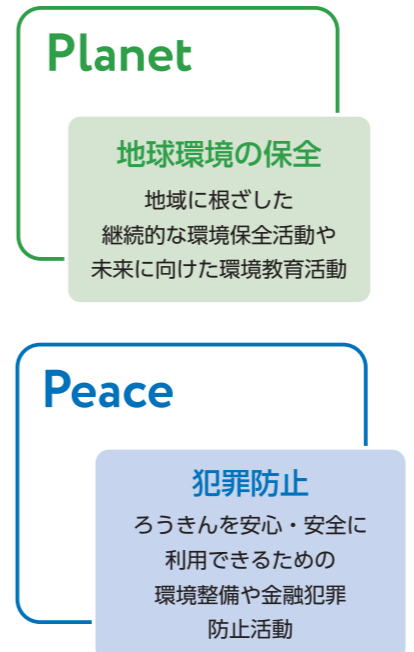 Planet
地球環境の保全
地域に根ざした
継続的な環境保全活動や
未来に向けた環境教育活動
Peace
犯罪防止
ろうきんを安心・安全に
利用できるための
環境整備や金融犯罪
防止活動